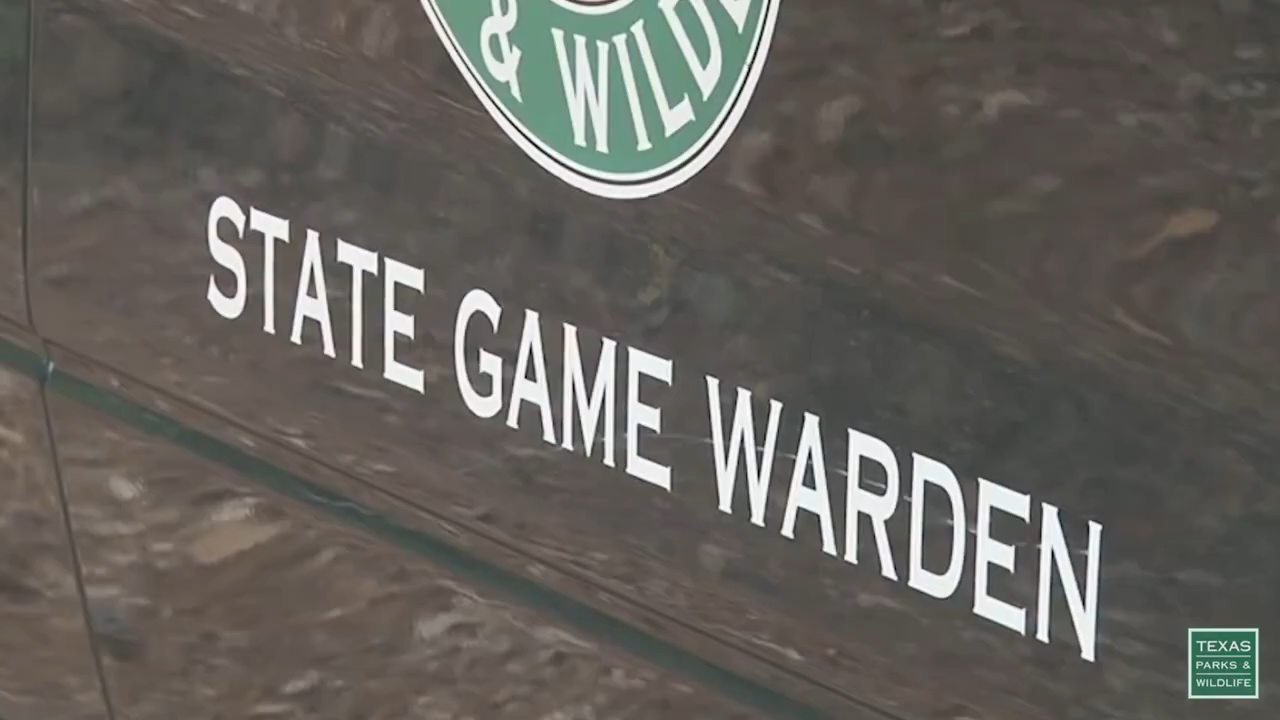 & WILDL
STATE GAME WARDEN
TEXAS
PARKS &
WILDLIFE